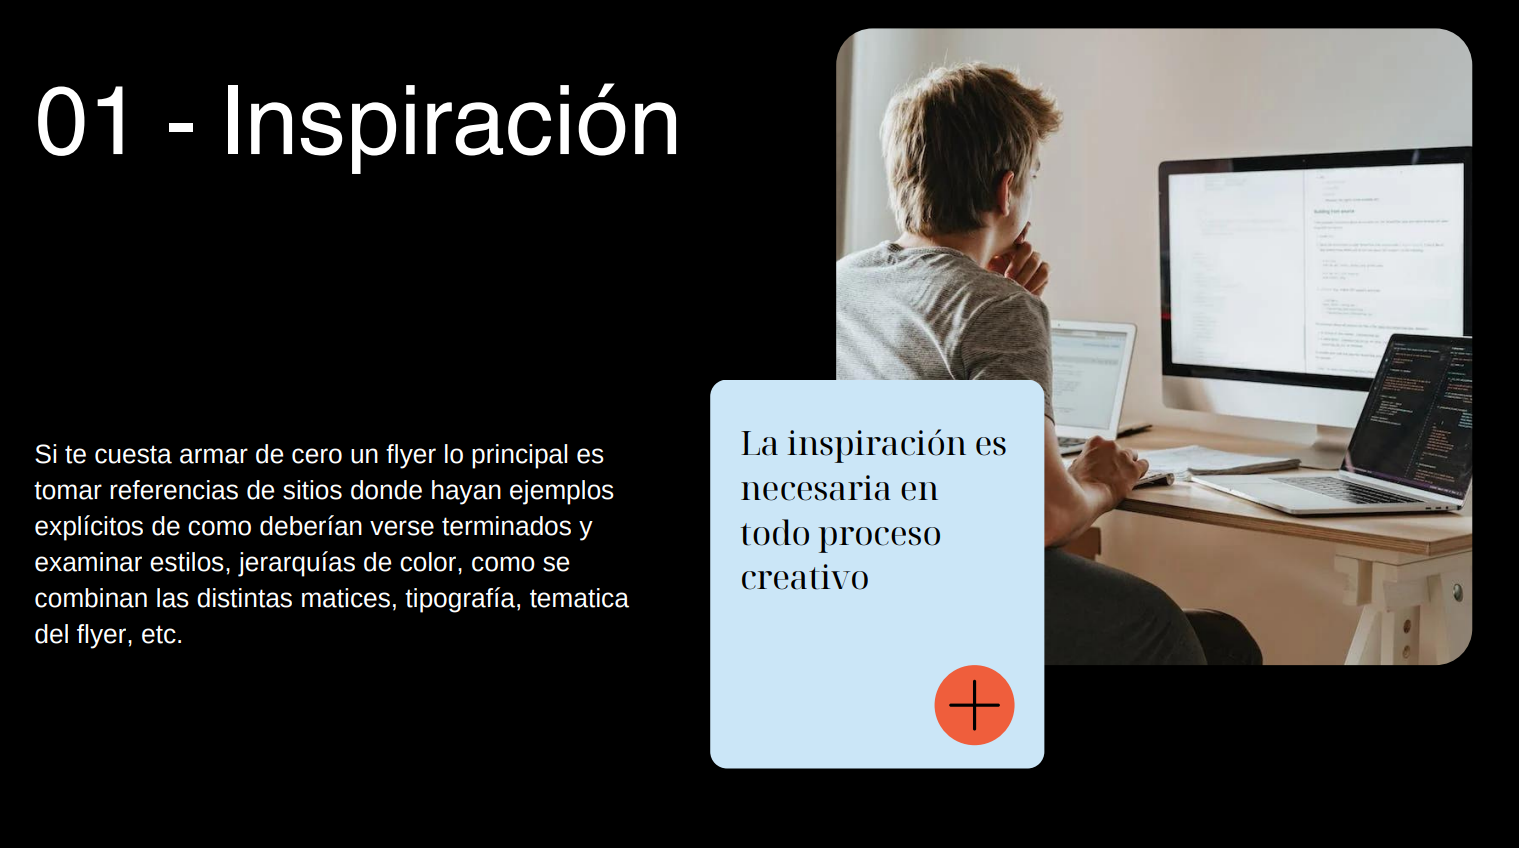 01 - Inspiración
Si te cuesta armar de cero un flyer lo principal es
tomar referencias de sitios donde hayan ejemplos
explícitos de como deberían verse terminados y
examinar estilos, jerarquías de color, como se
combinan las distintas matices, tipografía, tematica
del flyer, etc.
La inspiración es
necesaria en
todo proceso
creativo